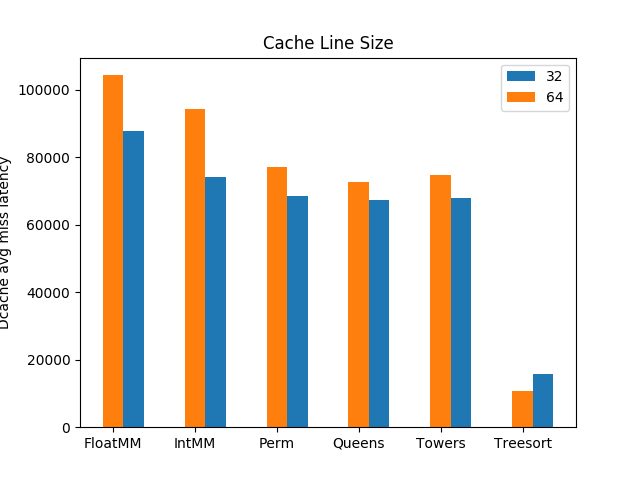 Cache Line Size
32
64
Dcache avg miss latency
100000
80000
60000
40000
20000
0
FloatMM
IntMM
Perm
Queens
Towers
Treesort